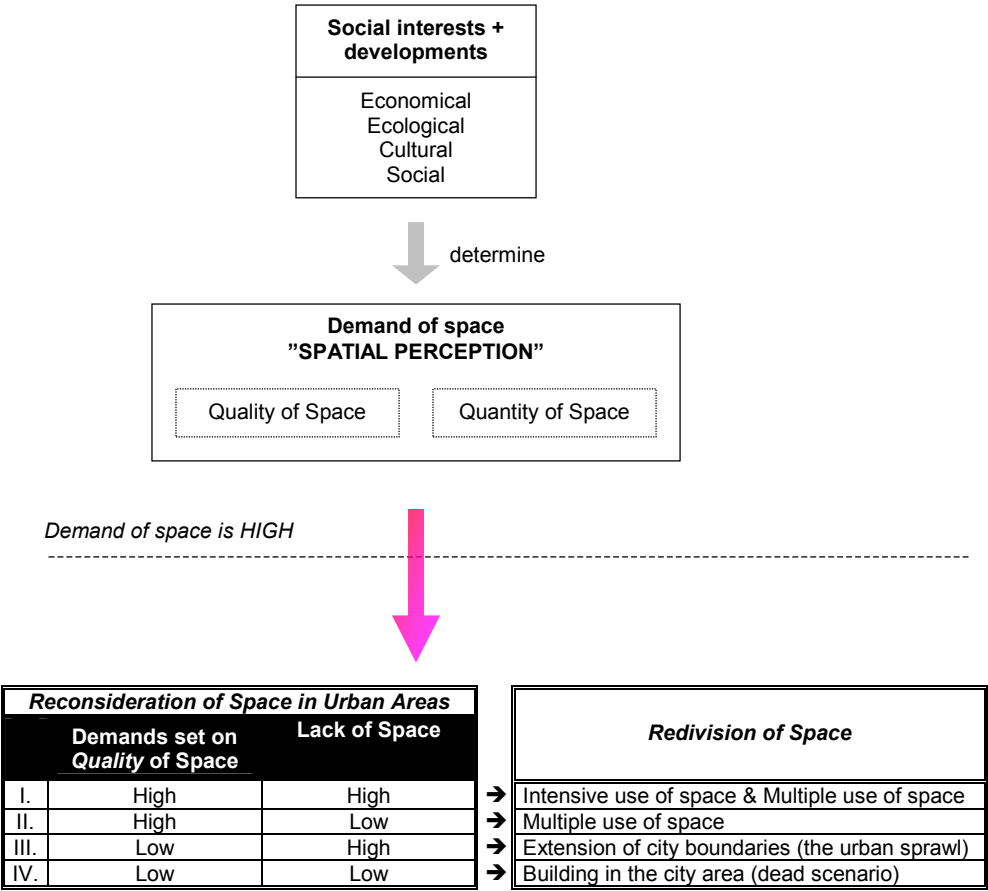 Social interests +
developments
Economical
Ecological
Cultural
Social
determine
Demand of space
”SPATIAL PERCEPTION”
Quality of Space
Quantity of Space
Demand of space is HIGH
Reconsideration of Space in Urban Areas
Demands set on
Quality of Space
Lack of Space
Redivision of Space
I. High High ➔ Intensive use of space & Multiple use of space
II. High Low ➔ Multiple use of space
III. Low High ➔ Extension of city boundaries (the urban sprawl)
IV. Low Low ➔ Building in the city area (dead scenario)